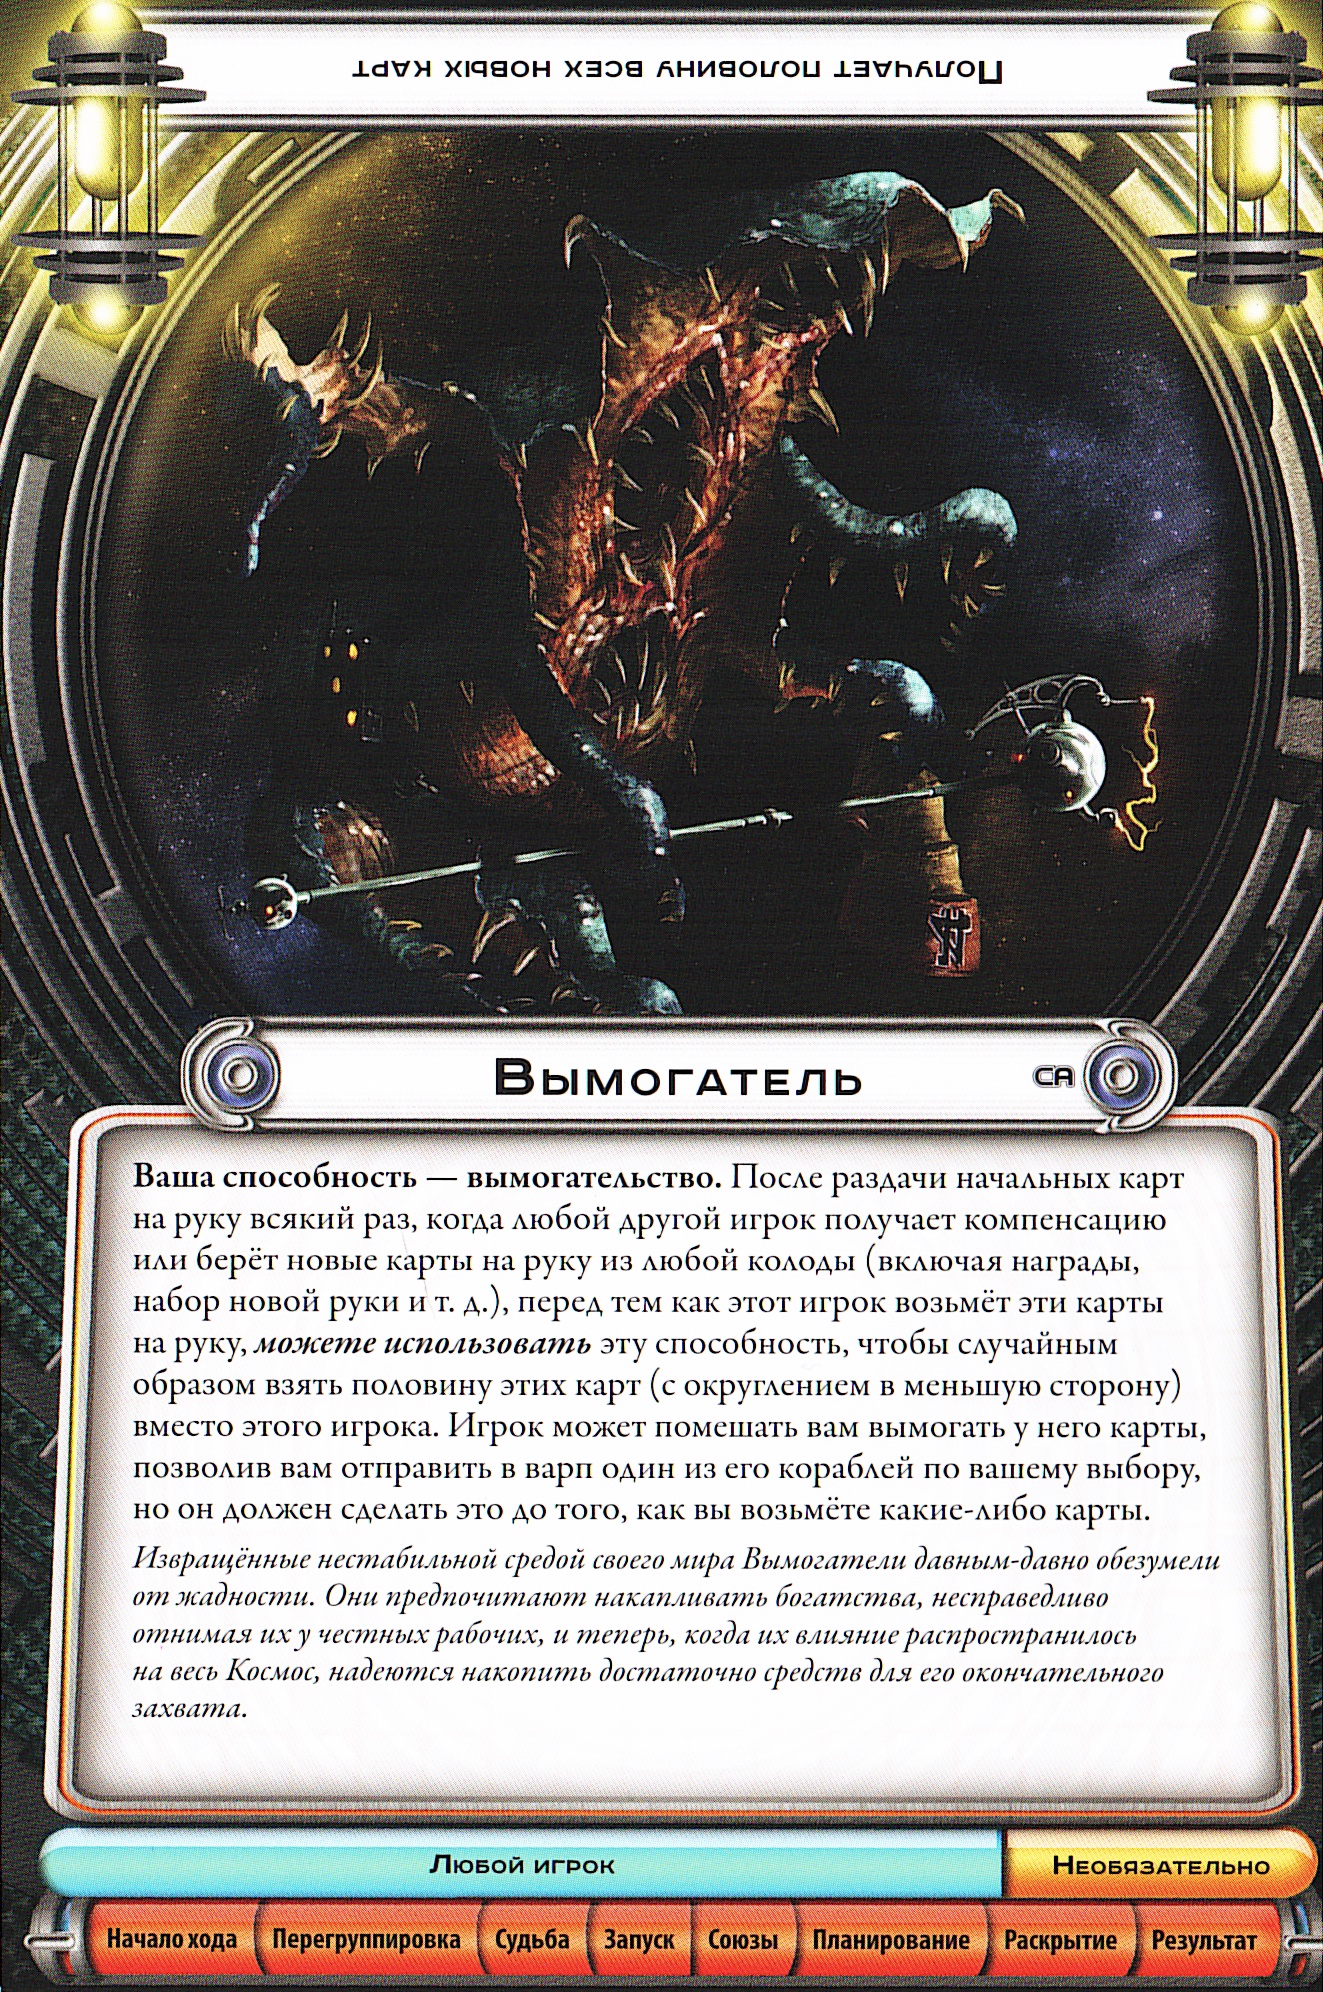 Получает половину всех новых карт
Вымогатель
CA
Ваша способность — вымогательство. После раздачи начальных карт
на руку всякий раз, когда любой другой игрок получает компенсацию
или берёт новые карты на руку из любой колоды (включая награды,
набор новой руки и т. д.), перед тем как этот игрок возьмёт эти карты
на руку, можете использовать эту способность, чтобы случайным
образом взять половину этих карт (с округлением в меньшую сторону)
вместо этого игрока. Игрок может помешать вам вымогать у него карты,
позволив вам отправить в варп один из его кораблей по вашему выбору,
но он должен сделать это до того, как вы возьмёте какие-либо карты.
Извращённые нестабильной средой своего мира Вымогатели давным-давно обезумели
от жадности. Они предпочитают накапливать богатства, несправедливо
отнимая их у честных рабочих, и теперь, когда их влияние распространилось
на весь Космос, надеются накопить достаточно средств для его окончательного
захвата.
Любой игрок Необязательно
Начало хода Перегруппировка Судьба Запуск Союзы Планирование Раскрытие Результат